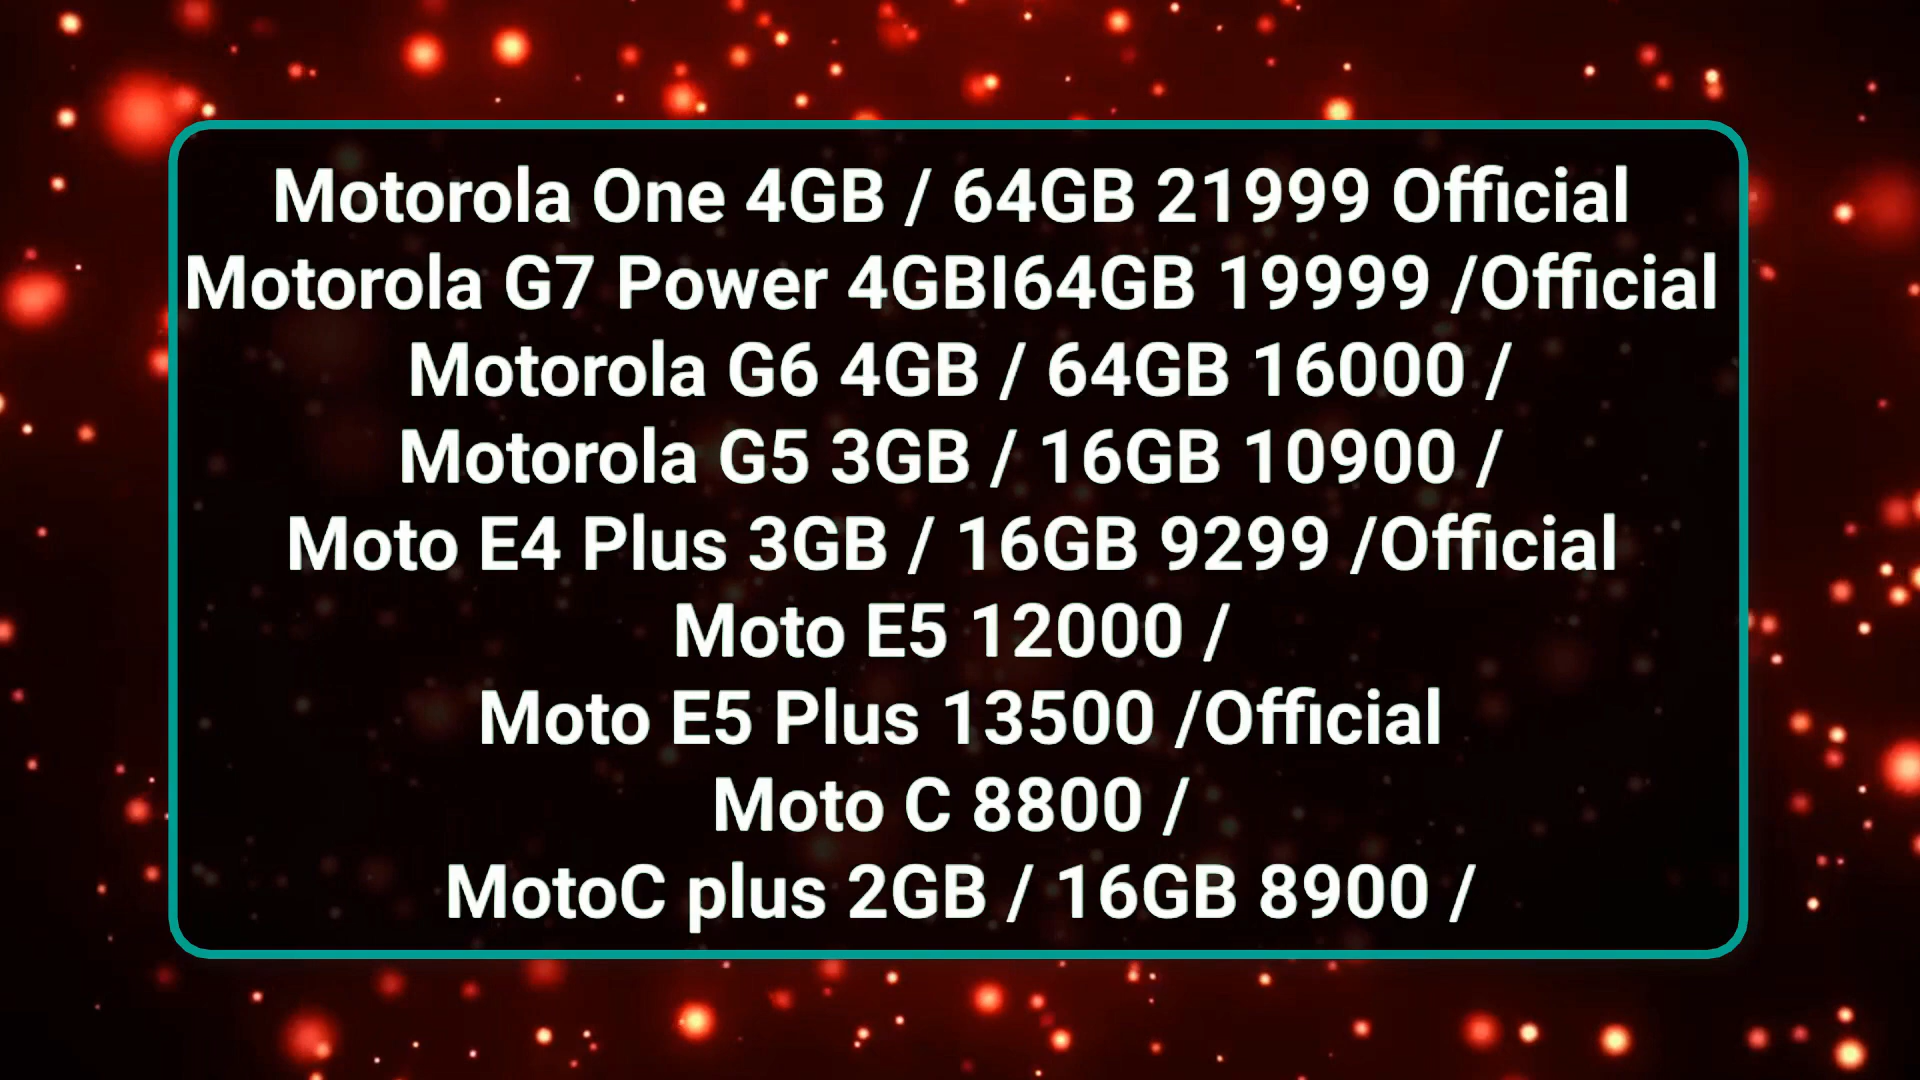 Motorola One 4GB / 64GB 21999 Official
Motorola G7 Power 4GBI64GB 19999 /Official
Motorola G6 4GB / 64GB 16000 /
Motorola G5 3GB / 16GB 10900 /
Moto E4 Plus 3GB / 16GB 9299 /Official
Moto E5 12000 /
Moto E5 Plus 13500 /Official
Moto C 8800 /
MotoC plus 2GB / 16GB 8900 /